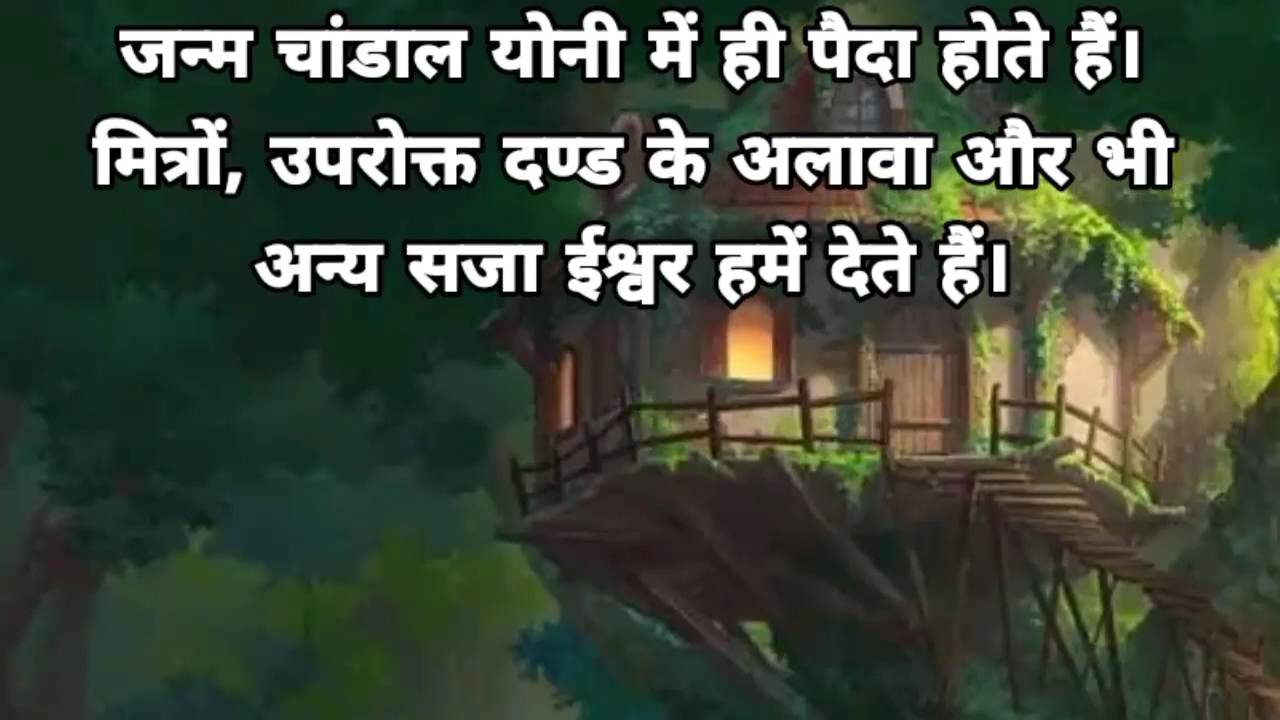 जन्म चांडाल योनी में ही पैदा होते हैं।
मित्रों, उपरोक्त दण्ड के अलावा और भी
अन्य सजा ईश्वर हमें देते हैं।